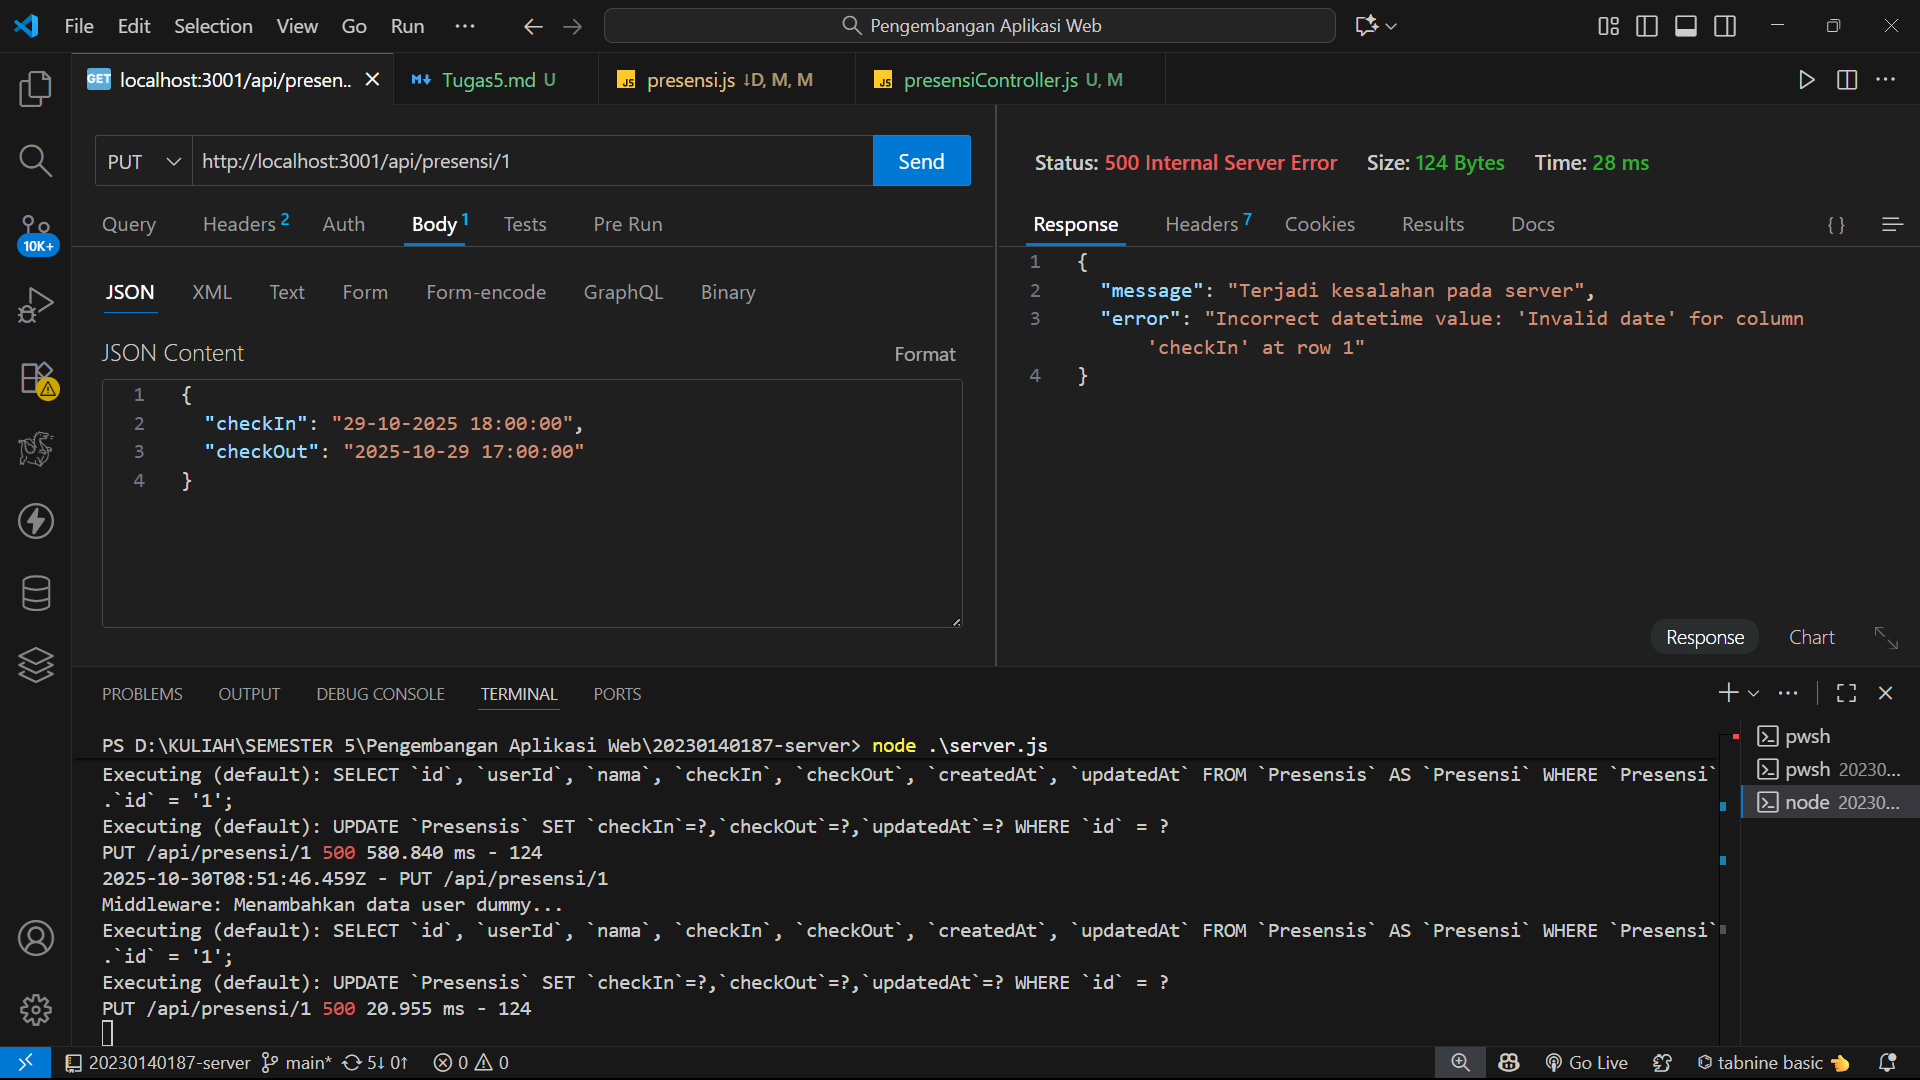 File Edit Selection View Go Run ··· Pengembangan Aplikasi Web
GET localhost:3001/api/presen.. Tugas5.md U JS presensi.js ↓D, M, M JS presensiController.js U, M
PUT http://localhost:3001/api/presensi/1 Send
Query Headers 2 Auth Body 1 Tests Pre Run
JSON XML Text Form Form-encode GraphQL Binary
JSON Content Format
1 {
2 "checkIn": "29-10-2025 18:00:00",
3 "checkOut": "2025-10-29 17:00:00"
4 }
Status: 500 Internal Server Error Size: 124 Bytes Time: 28 ms
Response Headers 7 Cookies Results Docs { }
1 {
2 "message": "Terjadi kesalahan pada server",
3 "error": "Incorrect datetime value: 'Invalid date' for column
'checkIn' at row 1"
4 }
Response Chart
10K+
PROBLEMS OUTPUT DEBUG CONSOLE TERMINAL PORTS
PS D:\KULIAH\SEMESTER 5\Pengembangan Aplikasi Web\20230140187-server> node .\server.js
Executing (default): SELECT `id`, `userId`, `nama`, `checkIn`, `checkOut`, `createdAt`, `updatedAt` FROM `Presensis` AS `Presensi` WHERE `Presensi`
.`id` = '1';
Executing (default): UPDATE `Presensis` SET `checkIn`=?,`checkOut`=?,`updatedAt`=? WHERE `id` = ?
PUT /api/presensi/1 500 580.840 ms - 124
2025-10-30T08:51:46.459Z - PUT /api/presensi/1
Middleware: Menambahkan data user dummy...
Executing (default): SELECT `id`, `userId`, `nama`, `checkIn`, `checkOut`, `createdAt`, `updatedAt` FROM `Presensis` AS `Presensi` WHERE `Presensi`
.`id` = '1';
Executing (default): UPDATE `Presensis` SET `checkIn`=?,`checkOut`=?,`updatedAt`=? WHERE `id` = ?
PUT /api/presensi/1 500 20.955 ms - 124
pwsh
pwsh 20230...
node 20230...
20230140187-server main* 5↓ 0↑ 0 0 Go Live tabnine basic 👈